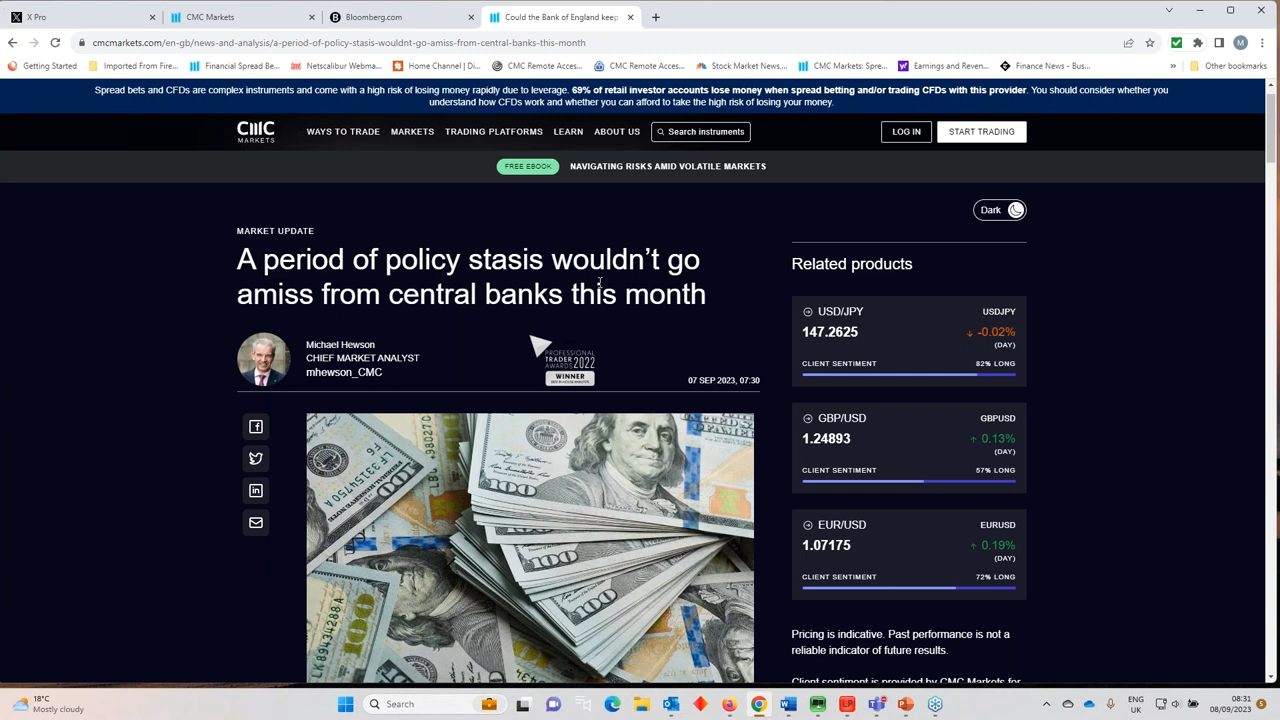 X Pro
CMC Markets
Bloomberg.com
Could the Bank of England keep
cmcmarkets.com/en-gb/news-and-analysis/a-period-of-policy-stasis-wouldnt-go-amiss-from-central-banks-this-month
M
Getting Started
Imported From Fire...
Financial Spread Be...
Netscalibur Webma...
Home Channel | Di...
CMC Remote Acces...
CMC Remote Acces...
Stock Market News,...
CMC Markets: Spre...
Earnings and Reven...
Finance News - Bus...
Other bookmarks
Spread bets and CFDs are complex instruments and come with a high risk of losing money rapidly due to leverage. 69% of retail investor accounts lose money when spread betting and/or trading CFDs with this provider. You should consider whether you
understand how CFDs work and whether you can afford to take the high risk of losing your money.
CMC
MARKETS
WAYS TO TRADE
MARKETS
TRADING PLATFORMS
LEARN
ABOUT US
Search instruments
LOG IN
START TRADING
FREE EBOOK
NAVIGATING RISKS AMID VOLATILE MARKETS
Dark
MARKET UPDATE
A period of policy stasis wouldn't go
amiss from central banks this month
Michael Hewson
CHIEF MARKET ANALYST
mhewson_CMC
PROFESSIONAL
TRADER
AWARDS 2022
WINNER
07 SEP 2023, 07:30
Related products
USD/JPY
USDJPY
147.2625
-0.02%
(DAY)
CLIENT SENTIMENT
82% LONG
GBP/USD
GBPUSD
1.24893
0.13%
(DAY)
CLIENT SENTIMENT
57% LONG
EUR/USD
EURUSD
1.07175
0.19%
(DAY)
CLIENT SENTIMENT
72% LONG
Pricing is indicative. Past performance is not a
reliable indicator of future results.
Client sentiment is provided by CMC Markets for
18°C
Mostly cloudy
Search
ENG
UK
08:31
08/09/2023